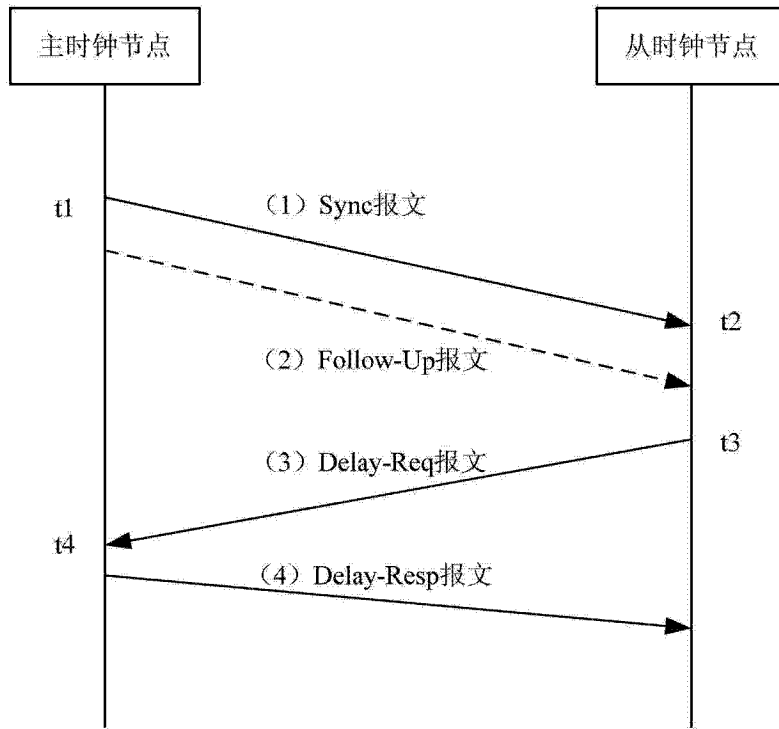 主时钟节点
从时钟节点
t1
（1）Sync报文
t2
（2）Follow-Up报文
t3
（3）Delay-Req报文
t4
（4）Delay-Resp报文